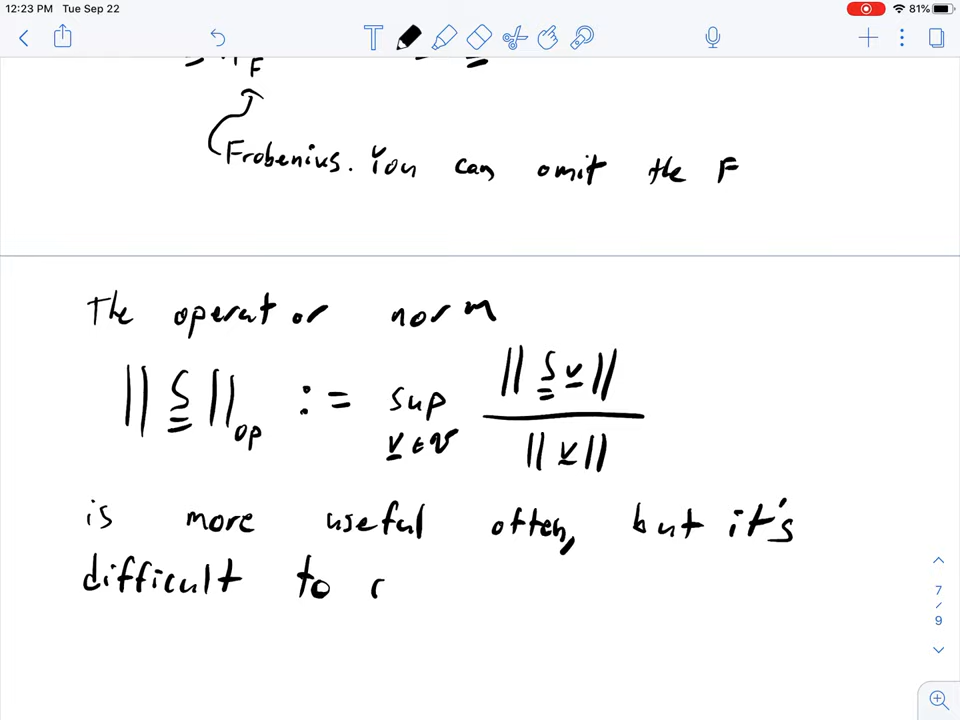 12:23 PM Tue Sep 22
81%
F
Frobenius. You can omit the F
The operator norm
||S||op := sup v∈V ||Sv|| / ||v||
is more useful often, but it's
difficult to c
7
/
9